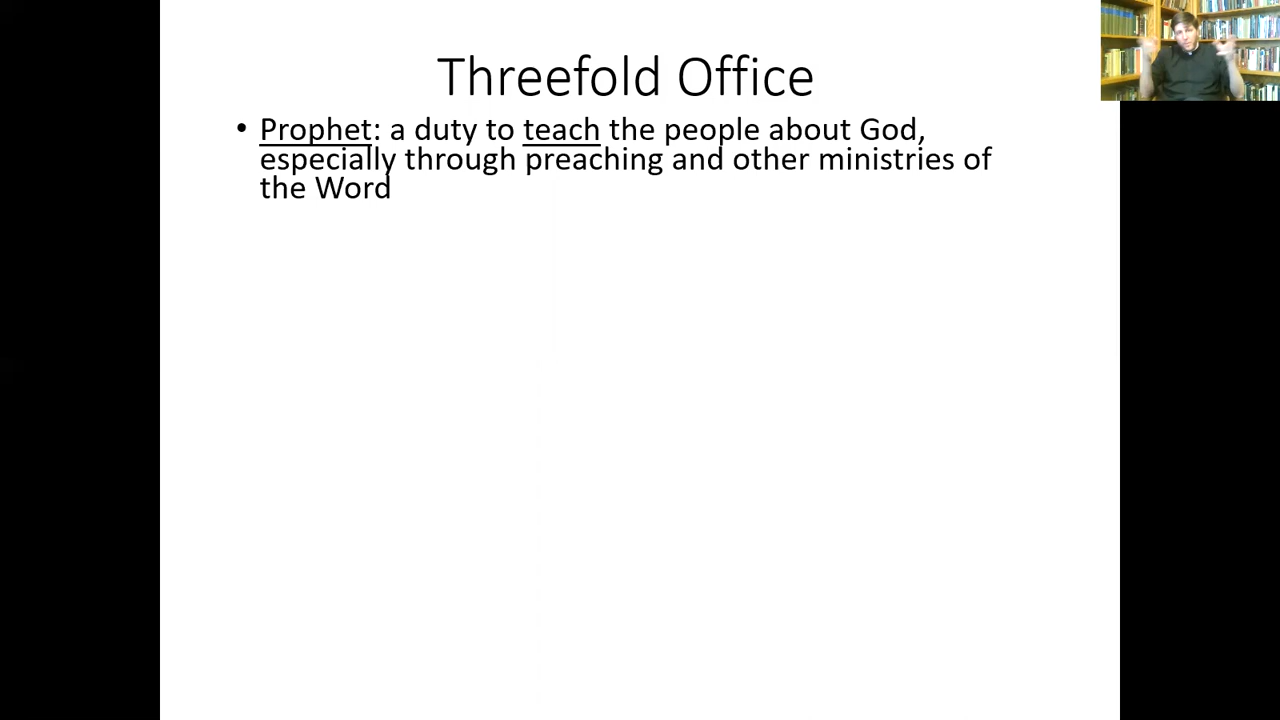 Threefold Office
• Prophet: a duty to teach the people about God,
especially through preaching and other ministries of
the Word